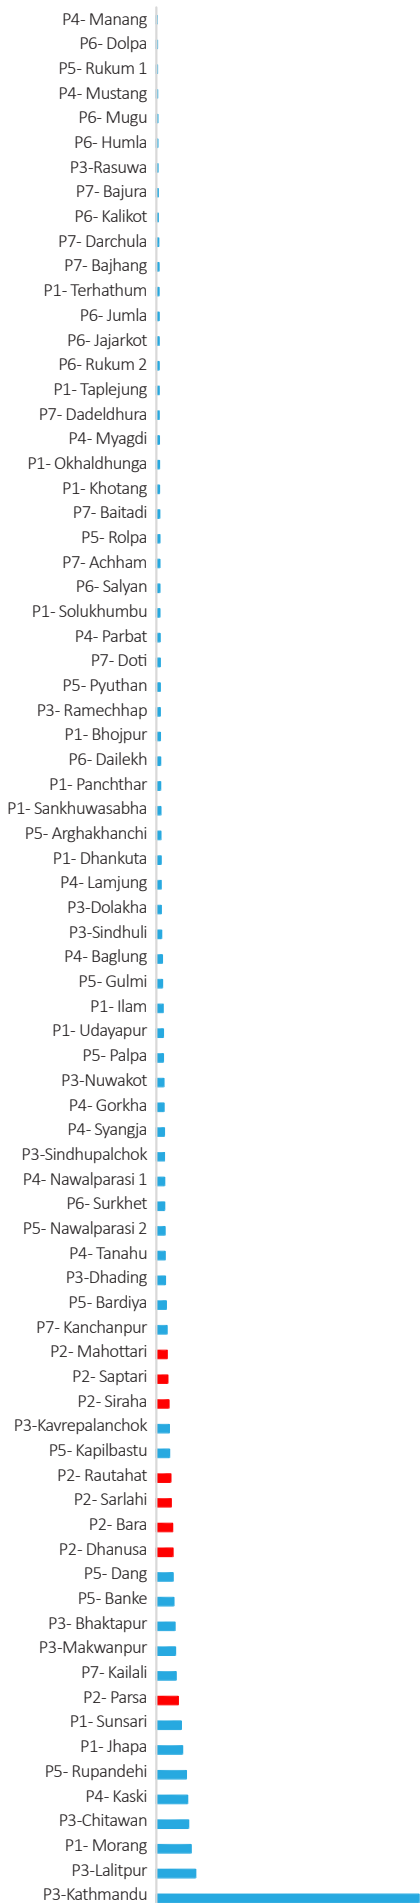 P4- Manang
P6- Dolpa
P5- Rukum 1
P4- Mustang
P6- Mugu
P6- Humla
P3-Rasuwa
P7- Bajura
P6- Kalikot
P7- Darchula
P7- Bajhang
P1- Terhathum
P6- Jumla
P6- Jajarkot
P6- Rukum 2
P1- Taplejung
P7- Dadeldhura
P4- Myagdi
P1- Okhaldhunga
P1- Khotang
P7- Baitadi
P5- Rolpa
P7- Achham
P6- Salyan
P1- Solukhumbu
P4- Parbat
P7- Doti
P5- Pyuthan
P3- Ramechhap
P1- Bhojpur
P6- Dailekh
P1- Panchthar
P1- Sankhuwasabha
P5- Arghakhanchi
P1- Dhankuta
P4- Lamjung
P3-Dolakha
P3-Sindhuli
P4- Baglung
P5- Gulmi
P1- Ilam
P1- Udayapur
P5- Palpa
P3-Nuwakot
P4- Gorkha
P4- Syangja
P3-Sindhupalchok
P4- Nawalparasi 1
P6- Surkhet
P5- Nawalparasi 2
P4- Tanahu
P3-Dhading
P5- Bardiya
P7- Kanchanpur
P2- Mahottari
P2- Saptari
P2- Siraha
P3-Kavrepalanchok
P5- Kapilbastu
P2- Rautahat
P2- Sarlahi
P2- Bara
P2- Dhanusa
P5- Dang
P5- Banke
P3- Bhaktapur
P3-Makwanpur
P7- Kailali
P2- Parsa
P1- Sunsari
P1- Jhapa
P5- Rupandehi
P4- Kaski
P3-Chitawan
P1- Morang
P3-Lalitpur
P3-Kathmandu